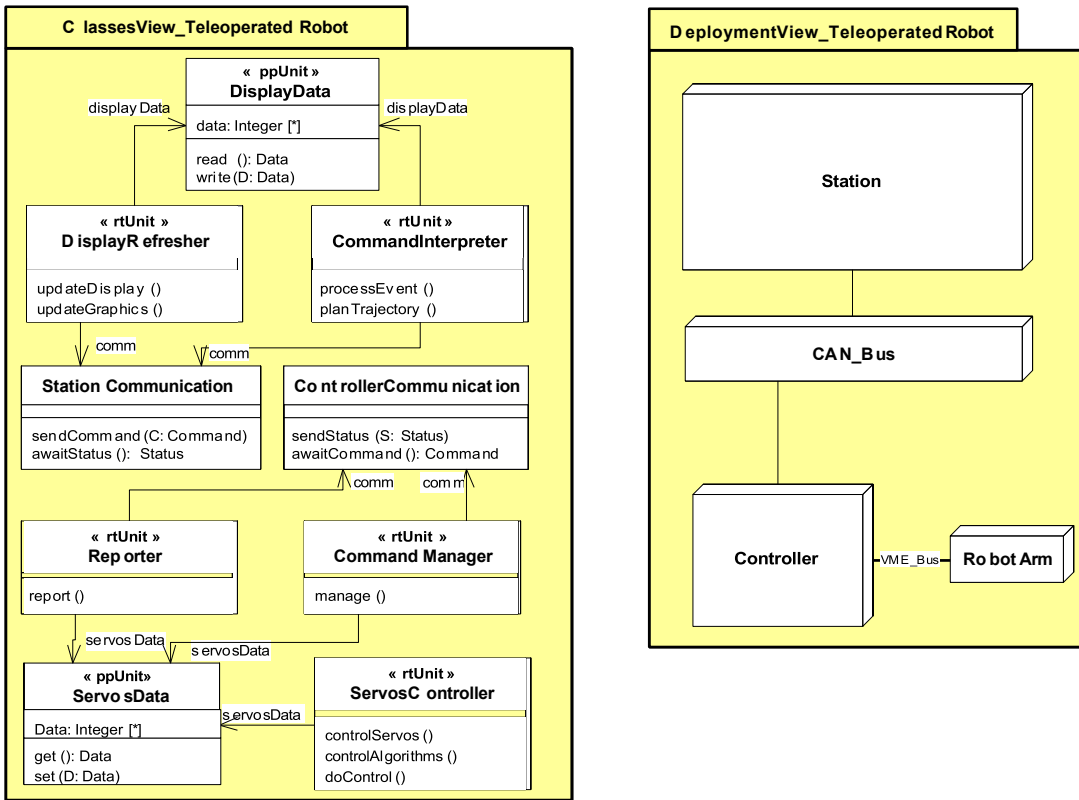 ClassesView_Teleoperated Robot
« ppUnit »
DisplayData
data: Integer [*]
read (): Data
write(D: Data)
displayData
displayData
« rtUnit »
DisplayRefresher
updateDisplay ()
updateGraphics ()
« rtUnit »
CommandInterpreter
processEvent ()
planTrajectory ()
comm
comm
Station Communication
sendCommand (C: Command)
awaitStatus (): Status
ControllerCommunication
sendStatus (S: Status)
awaitCommand (): Command
comm
comm
« rtUnit »
Reporter
report ()
« rtUnit »
Command Manager
manage ()
servosData
servosData
« ppUnit»
ServosData
Data: Integer [*]
get (): Data
set (D: Data)
servosData
« rtUnit »
ServosController
controlServos ()
controlAlgorithms ()
doControl ()
DeploymentView_Teleoperated Robot
Station
CAN_Bus
Controller
VME_Bus
Robot Arm